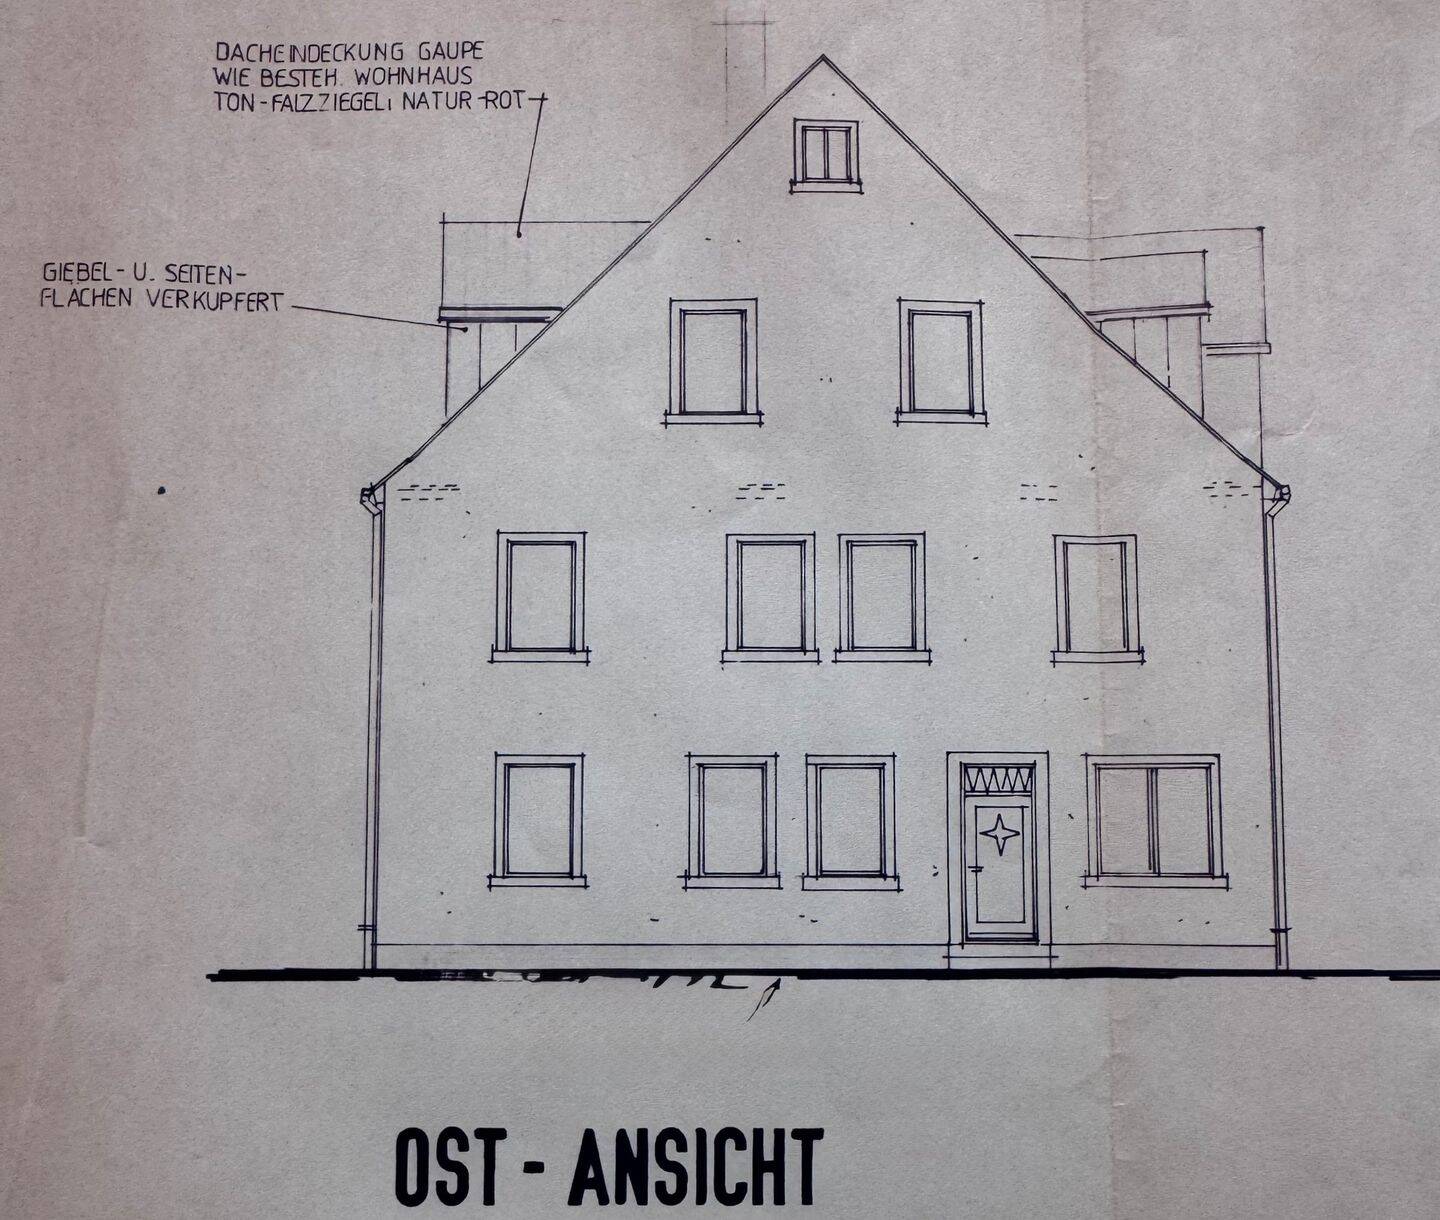 DACHEINDECKUNG GAUPE
WIE BESTEH. WOHNHAUS
TON-FALZZIEGEL, NATUR-ROT
GIEBEL- U. SEITEN-
FLÄCHEN VERKUPFERT
OST - ANSICHT